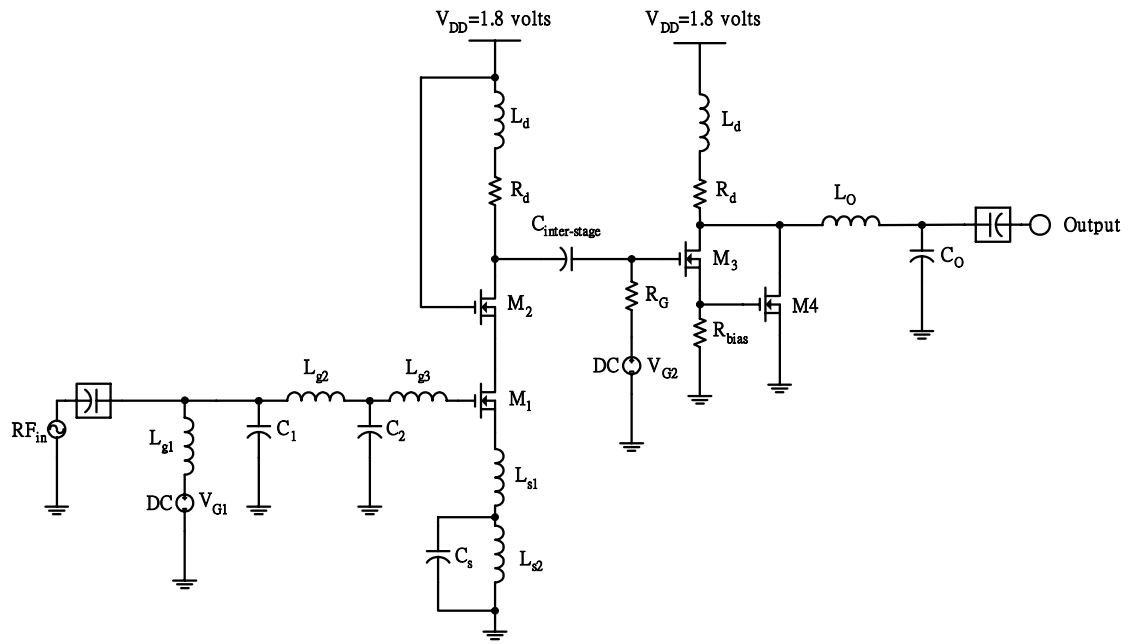 V_DD=1.8 volts
V_DD=1.8 volts
L_d
L_d
R_d
R_d
L_O
C_inter-stage
Output
M_3
C_O
M_2
R_G
M4
R_bias
L_g2
L_g3
DC
V_G2
M_1
RF_in
L_g1
C_1
C_2
L_s1
DC
V_G1
C_s
L_s2